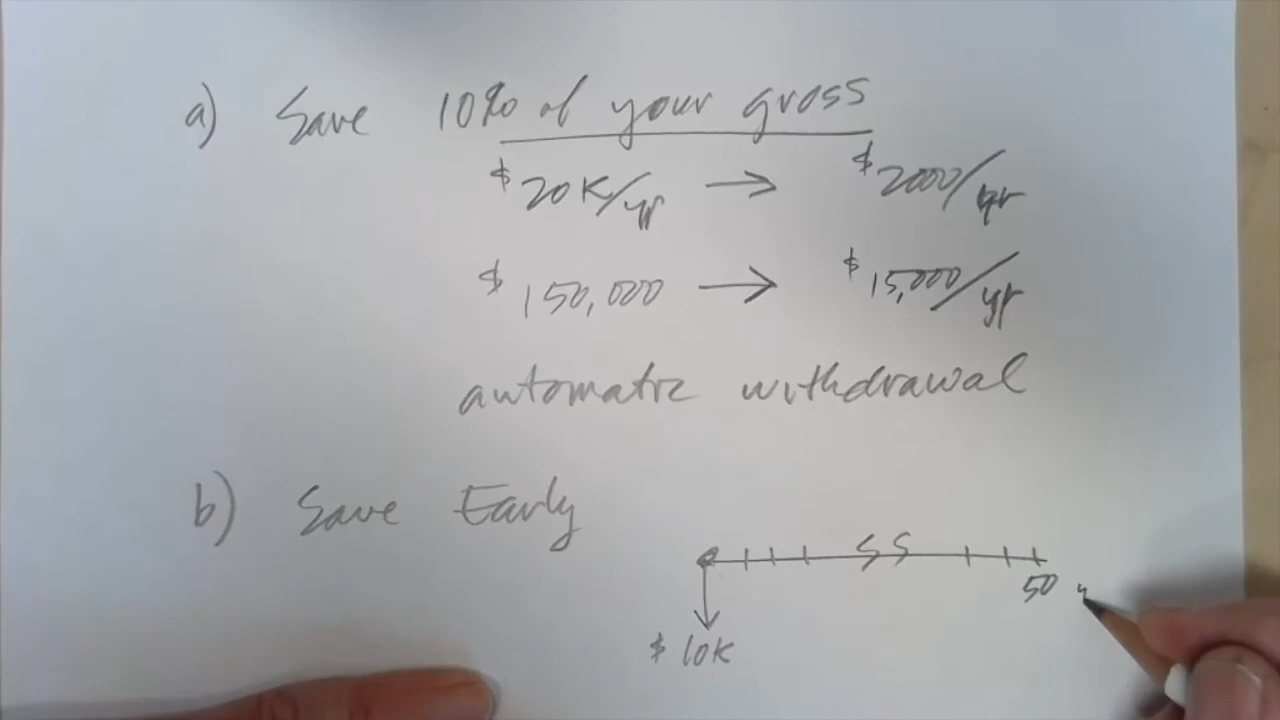 a) Save 10% of your gross
$20K/yr → $2000/yr
$150,000 → $15,000/yr
automatic withdrawal
b) Save Early
50
$10K